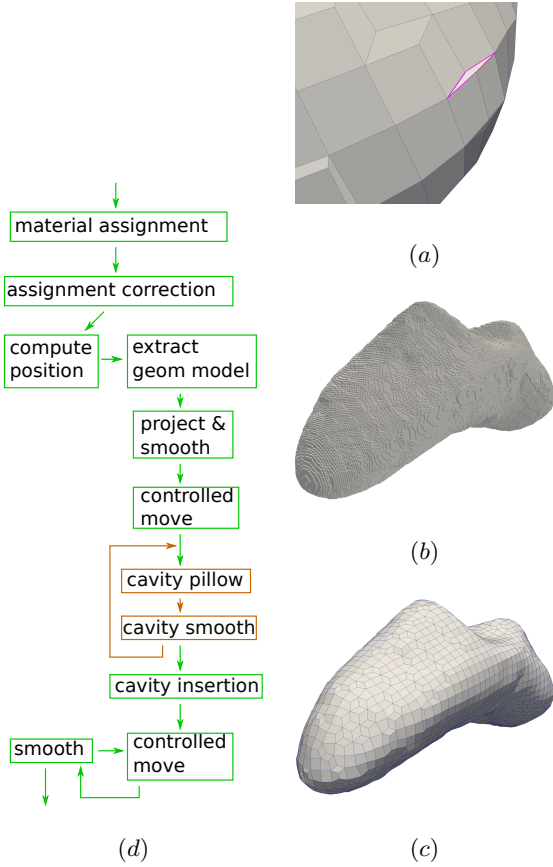 (a)
material assignment
assignment correction
compute
position
extract
geom model
project &
smooth
controlled
move
(b)
cavity pillow
cavity smooth
cavity insertion
smooth
controlled
move
(d)
(c)